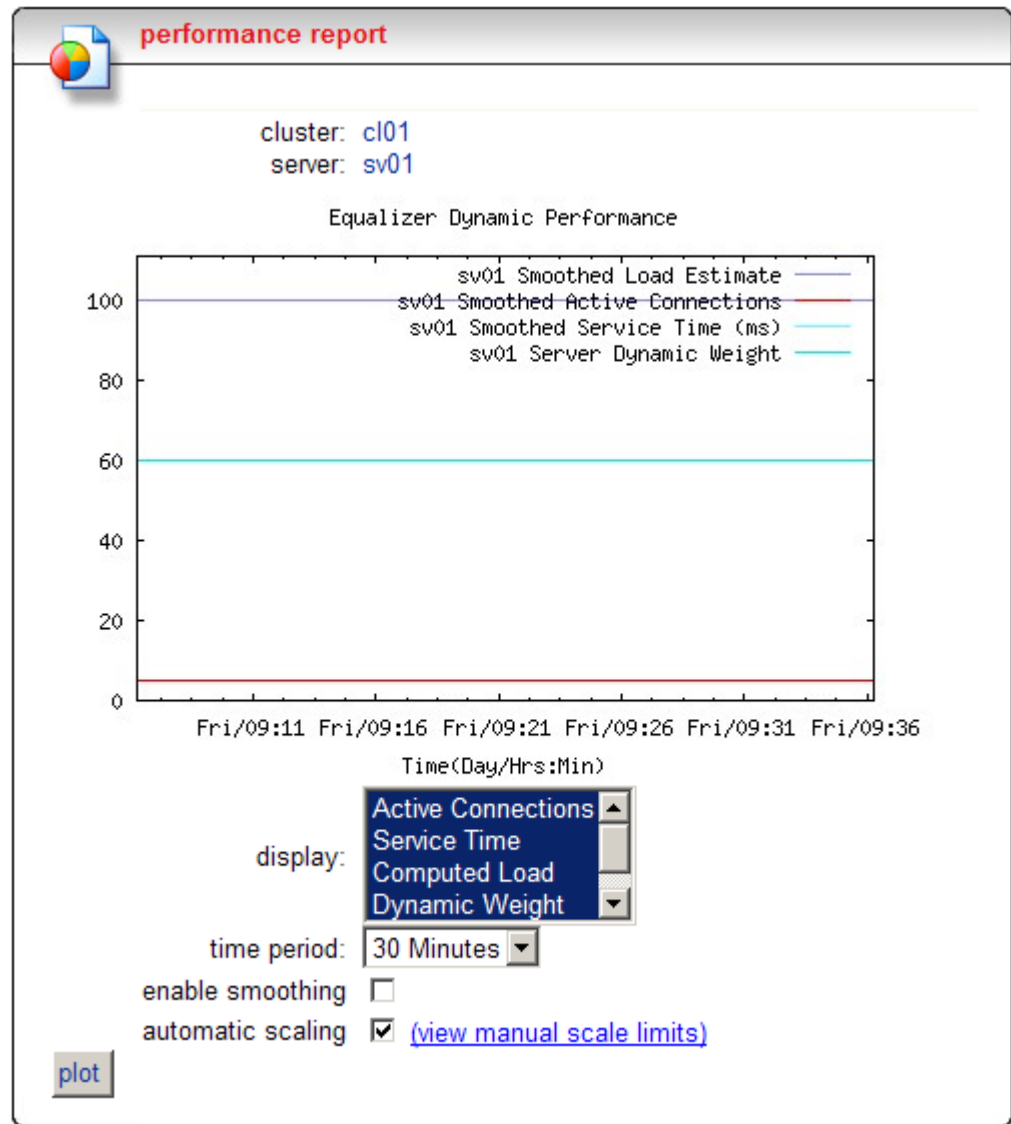 performance report
cluster: cl01
server: sv01
Equalizer Dynamic Performance
sv01 Smoothed Load Estimate
100
sv01 Smoothed Active Connections
sv01 Smoothed Service Time (ms)
sv01 Server Dynamic Weight
80
60
40
20
0
Fri/09:11 Fri/09:16 Fri/09:21 Fri/09:26 Fri/09:31 Fri/09:36
Time(Day/Hrs:Min)
display:
Active Connections
Service Time
Computed Load
Dynamic Weight
time period: 30 Minutes
enable smoothing
automatic scaling (view manual scale limits)
plot